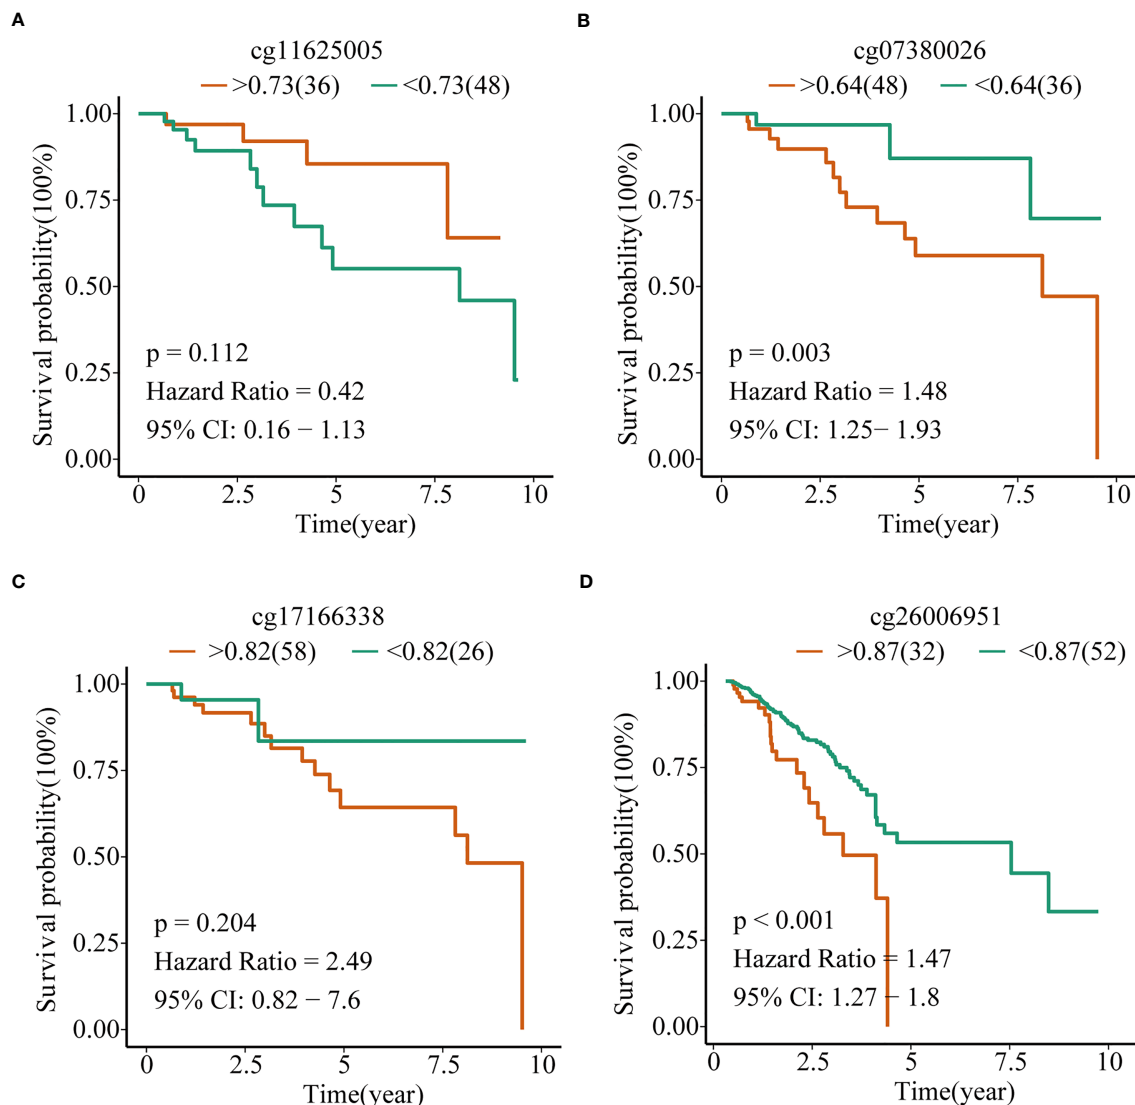 A
cg11625005
>0.73(36) <0.73(48)
Survival probability(100%)
1.00
0.75
0.50
0.25
0.00
p = 0.112
Hazard Ratio = 0.42
95% CI: 0.16 − 1.13
0 2.5 5 7.5 10
Time(year)
B
cg07380026
>0.64(48) <0.64(36)
Survival probability(100%)
1.00
0.75
0.50
0.25
0.00
p = 0.003
Hazard Ratio = 1.48
95% CI: 1.25− 1.93
0 2.5 5 7.5 10
Time(year)
C
cg17166338
>0.82(58) <0.82(26)
Survival probability(100%)
1.00
0.75
0.50
0.25
0.00
p = 0.204
Hazard Ratio = 2.49
95% CI: 0.82 − 7.6
0 2.5 5 7.5 10
Time(year)
D
cg26006951
>0.87(32) <0.87(52)
Survival probability(100%)
1.00
0.75
0.50
0.25
0.00
p < 0.001
Hazard Ratio = 1.47
95% CI: 1.27 − 1.8
0 2.5 5 7.5 10
Time(year)